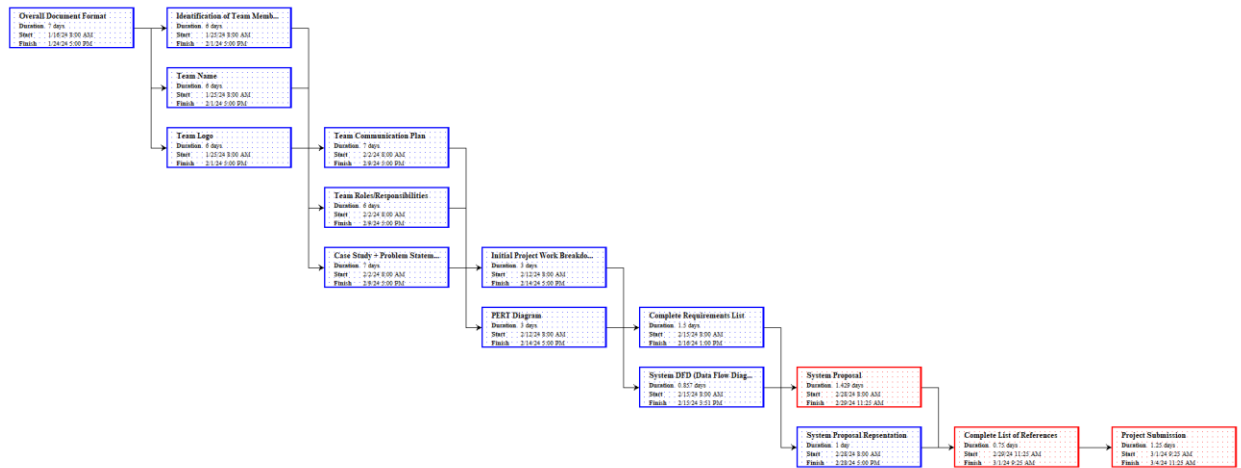 Overall Document Format
Duration 7 days
Start 1/16/24 8:00 AM
Finish 1/24/24 5:00 PM
Identification of Team Memb...
Duration 6 days
Start 1/25/24 8:00 AM
Finish 2/1/24 5:00 PM
Team Name
Duration 6 days
Start 1/25/24 8:00 AM
Finish 2/1/24 5:00 PM
Team Logo
Duration 6 days
Start 1/25/24 8:00 AM
Finish 2/1/24 5:00 PM
Team Communication Plan
Duration 7 days
Start 2/2/24 8:00 AM
Finish 2/9/24 5:00 PM
Team Roles/Responsibilities
Duration 6 days
Start 2/2/24 8:00 AM
Finish 2/9/24 5:00 PM
Case Study + Problem Statem...
Duration 7 days
Start 2/2/24 8:00 AM
Finish 2/9/24 5:00 PM
Initial Project Work Breakdo...
Duration 3 days
Start 2/12/24 8:00 AM
Finish 2/14/24 5:00 PM
PERT Diagram
Duration 3 days
Start 2/12/24 8:00 AM
Finish 2/14/24 5:00 PM
Complete Requirements List
Duration 1.5 days
Start 2/15/24 8:00 AM
Finish 2/16/24 1:00 PM
System DFD (Data Flow Diag...
Duration 0.857 days
Start 2/15/24 8:00 AM
Finish 2/15/24 3:51 PM
System Proposal
Duration 1.429 days
Start 2/28/24 8:00 AM
Finish 2/29/24 11:25 AM
System Proposal Repsentation
Duration 1 day
Start 2/28/24 8:00 AM
Finish 2/28/24 5:00 PM
Complete List of References
Duration 0.75 days
Start 2/29/24 11:25 AM
Finish 3/1/24 9:25 AM
Project Submission
Duration 1.25 days
Start 3/1/24 9:25 AM
Finish 3/4/24 11:25 AM